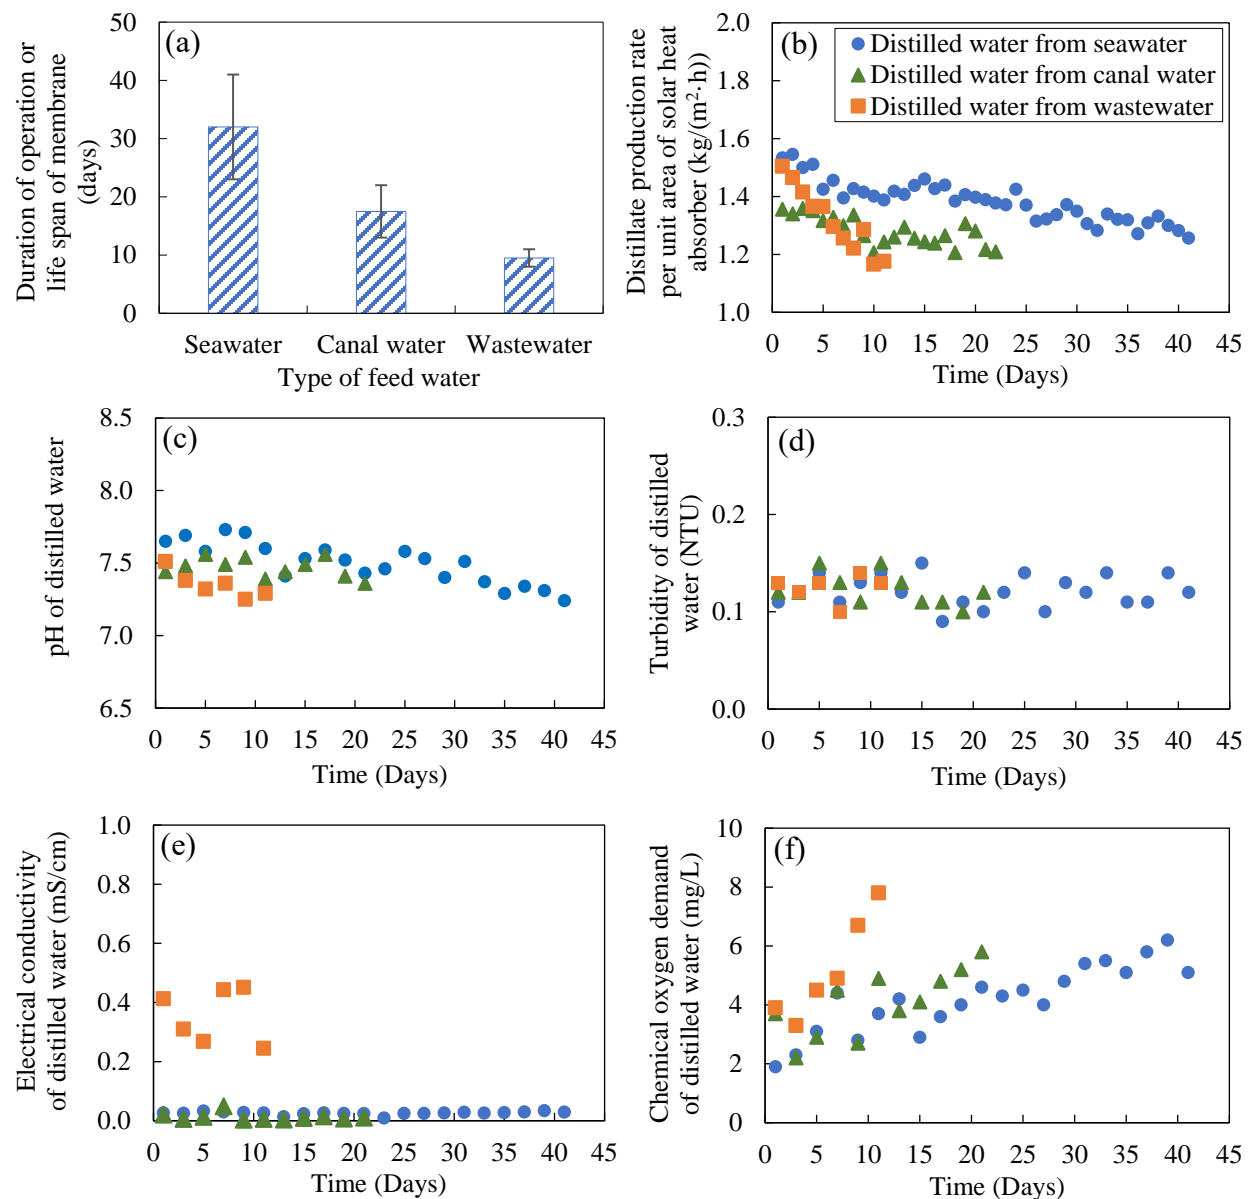 (a)
Duration of operation or
life span of membrane
(days)
50
40
30
20
10
0
Seawater Canal water Wastewater
Type of feed water
(b)
Distillate production rate
per unit area of solar heat
absorber (kg/(m²·h))
Distilled water from seawater
Distilled water from canal water
Distilled water from wastewater
2.0
1.8
1.6
1.4
1.2
1.0
0 5 10 15 20 25 30 35 40 45
Time (Days)
(c)
pH of distilled water
8.5
8.0
7.5
7.0
6.5
0 5 10 15 20 25 30 35 40 45
Time (Days)
(d)
Turbidity of distilled
water (NTU)
0.3
0.2
0.1
0.0
0 5 10 15 20 25 30 35 40 45
Time (Days)
(e)
Electrical conductivity
of distilled water (mS/cm)
1.0
0.8
0.6
0.4
0.2
0.0
0 5 10 15 20 25 30 35 40 45
Time (Days)
(f)
Chemical oxygen demand
of distilled water (mg/L)
10
8
6
4
2
0
0 5 10 15 20 25 30 35 40 45
Time (Days)